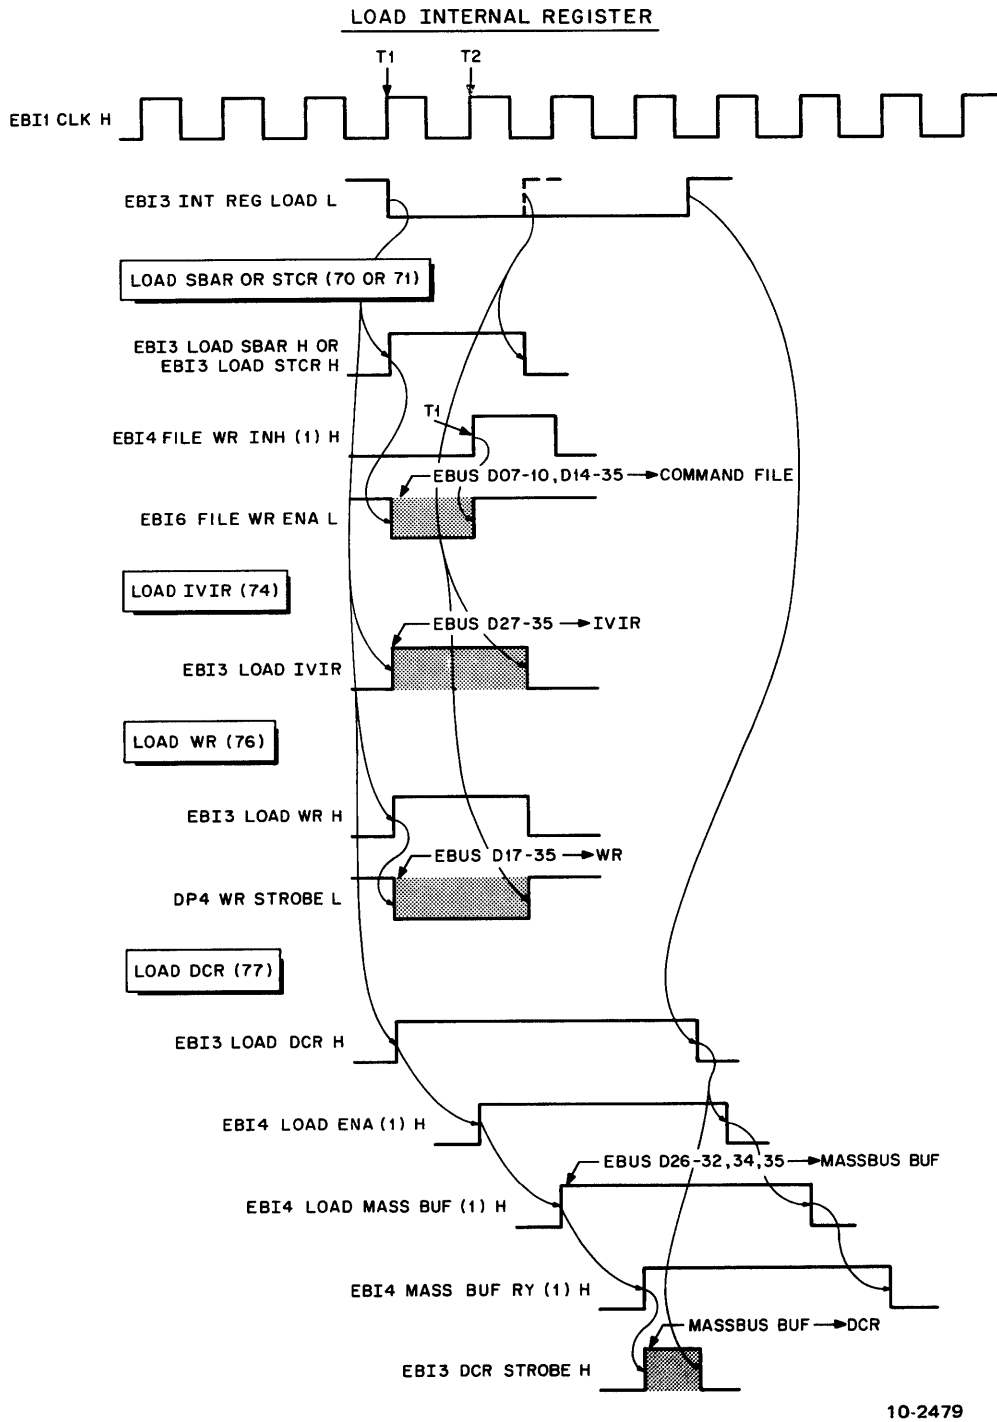 LOAD INTERNAL REGISTER
T1
T2
EBI1 CLK H
EBI3 INT REG LOAD L
LOAD SBAR OR STCR (70 OR 71)
EBI3 LOAD SBAR H OR
EBI3 LOAD STCR H
T1
EBI4 FILE WR INH (1) H
EBUS D07-10, D14-35 → COMMAND FILE
EBI6 FILE WR ENA L
LOAD IVIR (74)
EBUS D27-35 → IVIR
EBI3 LOAD IVIR
LOAD WR (76)
EBI3 LOAD WR H
EBUS D17-35 → WR
DP4 WR STROBE L
LOAD DCR (77)
EBI3 LOAD DCR H
EBI4 LOAD ENA (1) H
EBUS D26-32, 34, 35 → MASSBUS BUF
EBI4 LOAD MASS BUF (1) H
EBI4 MASS BUF RY (1) H
MASSBUS BUF → DCR
EBI3 DCR STROBE H
10-2479